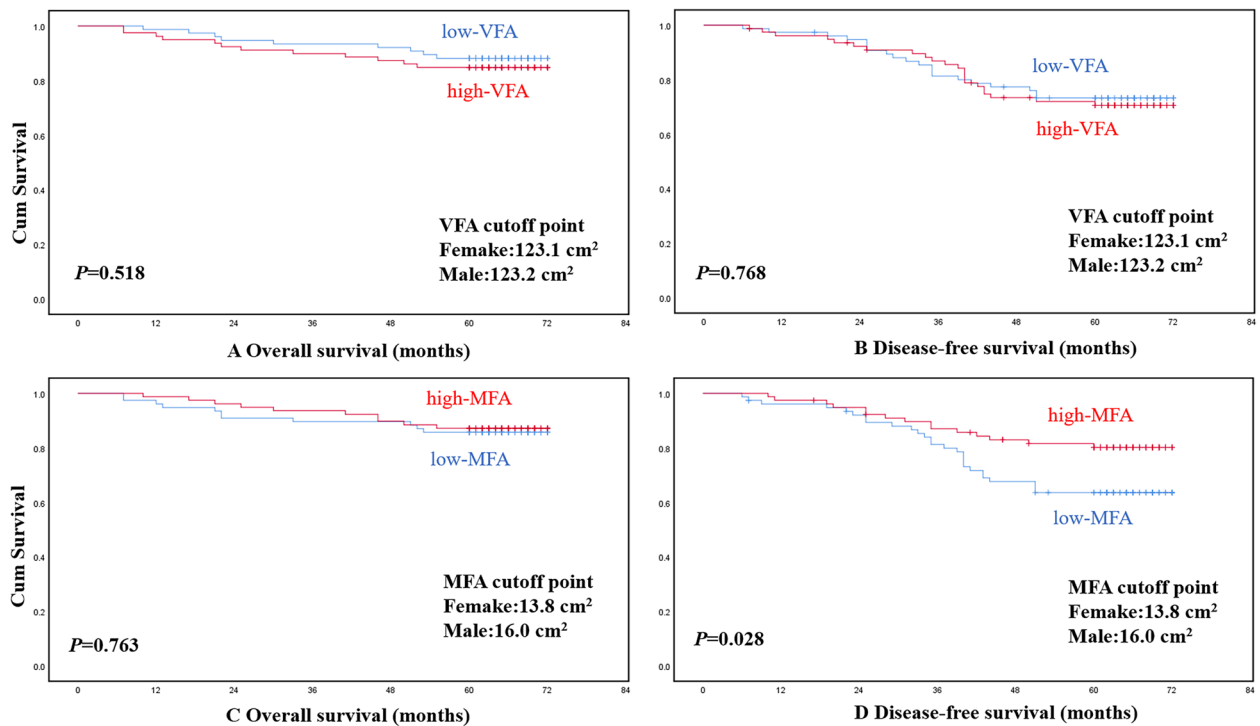 Cum Survival
1.0
0.8
0.6
0.4
0.2
0.0
low-VFA
high-VFA
VFA cutoff point
Femake:123.1 cm²
Male:123.2 cm²
P=0.518
0 12 24 36 48 60 72 84
A Overall survival (months)
1.0
0.8
0.6
0.4
0.2
0.0
low-VFA
high-VFA
VFA cutoff point
Femake:123.1 cm²
Male:123.2 cm²
P=0.768
0 12 24 36 48 60 72 84
B Disease-free survival (months)
Cum Survival
1.0
0.8
0.6
0.4
0.2
0.0
high-MFA
low-MFA
MFA cutoff point
Femake:13.8 cm²
Male:16.0 cm²
P=0.763
0 12 24 36 48 60 72 84
C Overall survival (months)
1.0
0.8
0.6
0.4
0.2
0.0
high-MFA
low-MFA
MFA cutoff point
Femake:13.8 cm²
Male:16.0 cm²
P=0.028
0 12 24 36 48 60 72 84
D Disease-free survival (months)